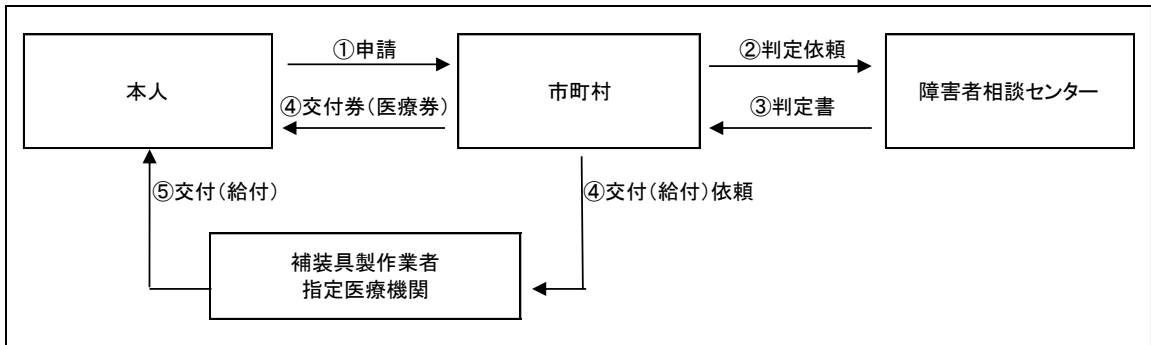 ①申請
②判定依頼
本人
市町村
障害者相談センター
④交付券(医療券)
③判定書
⑤交付(給付)
④交付(給付)依頼
補装具製作業者
指定医療機関